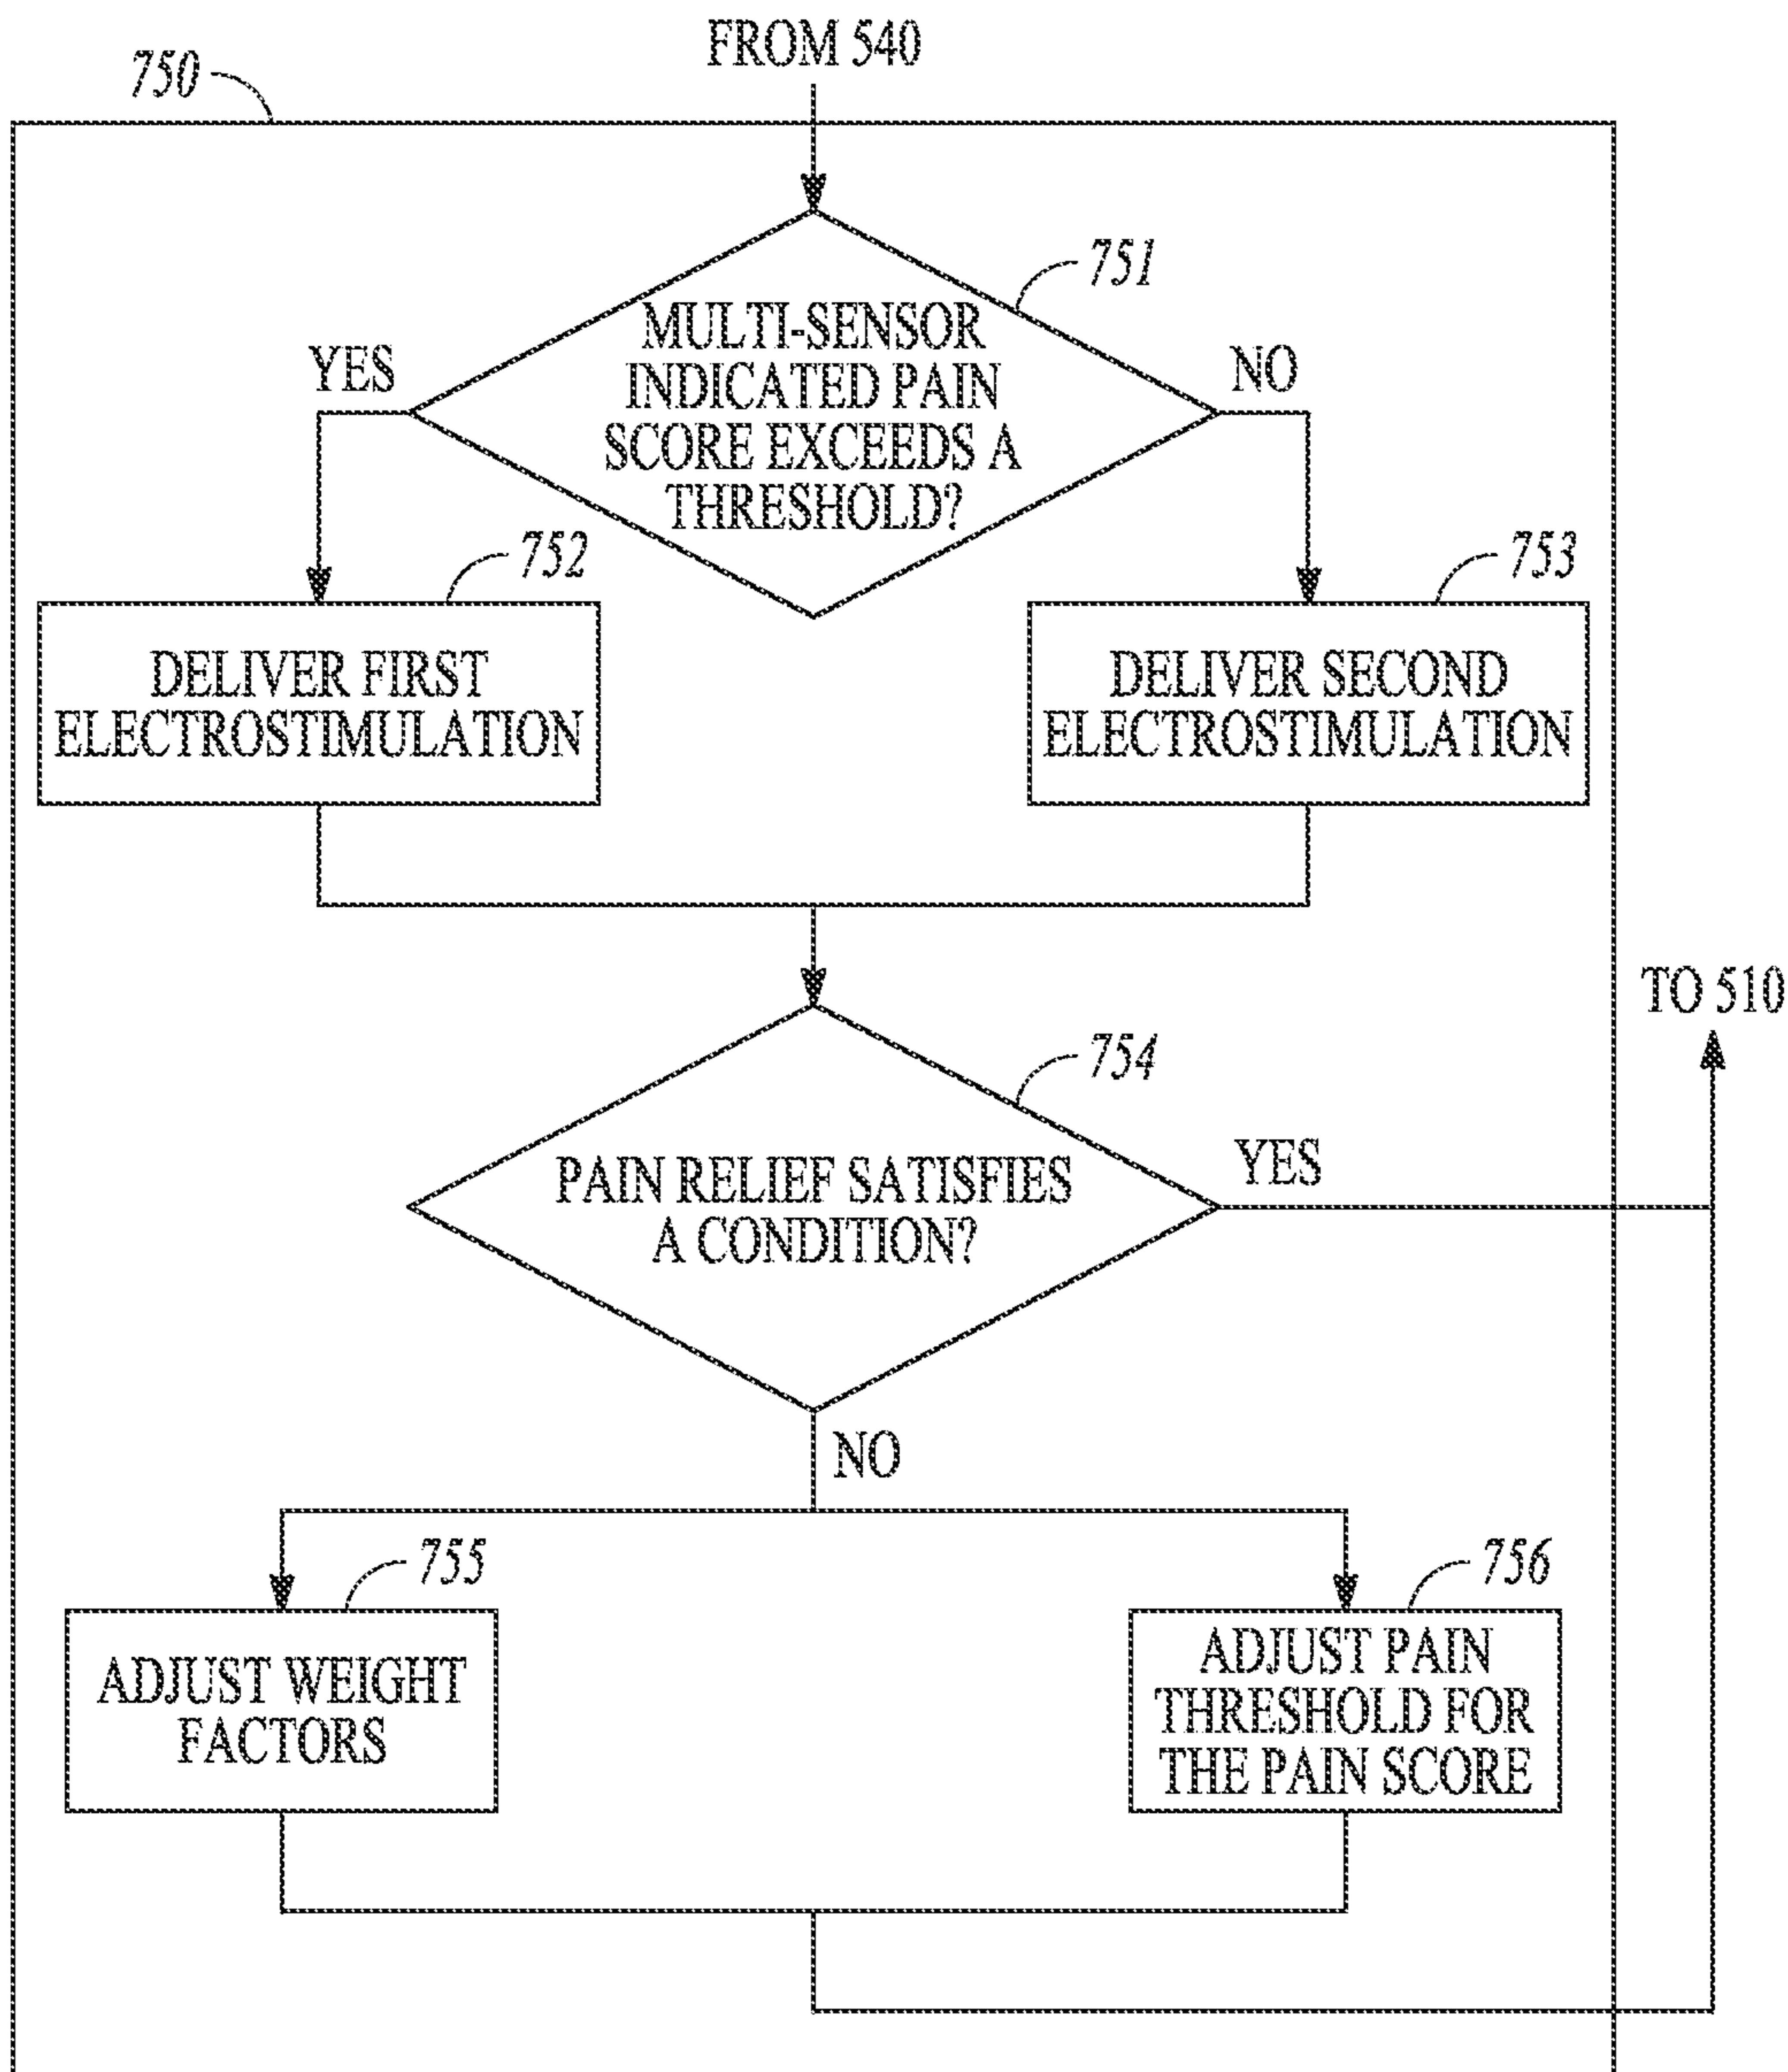 FROM 540
750
751
MULTI-SENSOR
INDICATED PAIN
SCORE EXCEEDS A
THRESHOLD?
YES
NO
752
753
DELIVER FIRST
ELECTROSTIMULATION
DELIVER SECOND
ELECTROSTIMULATION
TO 510
754
PAIN RELIEF SATISFIES
A CONDITION?
YES
NO
755
756
ADJUST WEIGHT
FACTORS
ADJUST PAIN
THRESHOLD FOR
THE PAIN SCORE